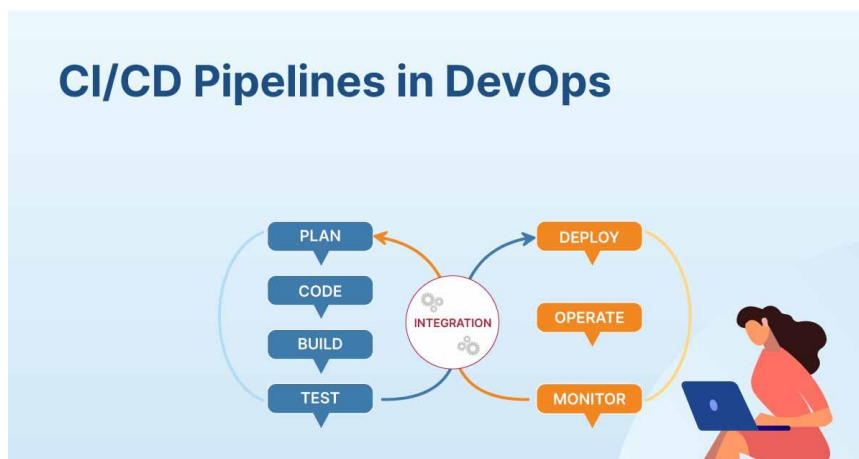 CI/CD Pipelines in DevOps
PLAN
CODE
BUILD
TEST
INTEGRATION
DEPLOY
OPERATE
MONITOR